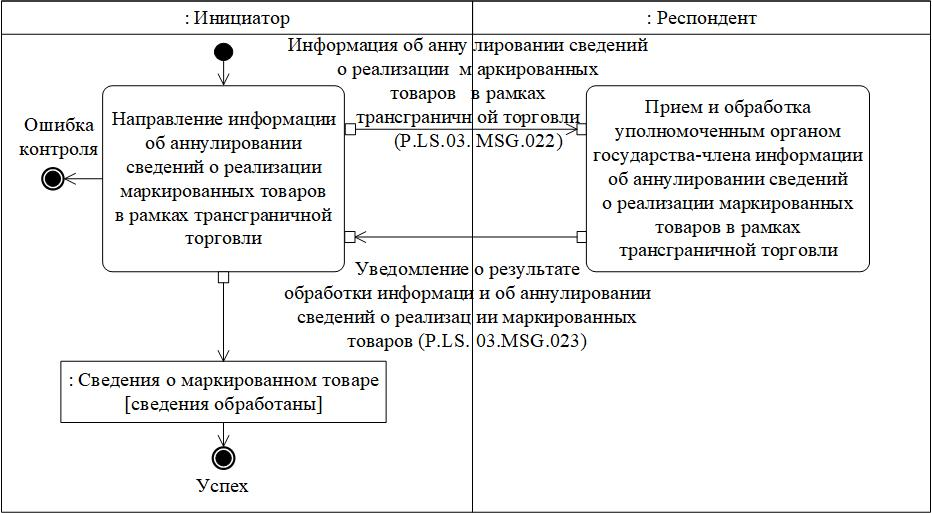 : Инициатор
: Респондент
Информация об аннулировании сведений
о реализации маркированных
товаров в рамках
трансграничной торговли
(P.LS.03.MSG.022)
Ошибка
контроля
Направление информации
об аннулировании
сведений о реализации
маркированных товаров
в рамках трансграничной
торговли
Прием и обработка
уполномоченным органом
государства-члена информации
об аннулировании сведений
о реализации маркированных
товаров в рамках
трансграничной торговли
Уведомление о результате
обработки информации об аннулировании
сведений о реализации маркированных
товаров (P.LS.03.MSG.023)
: Сведения о маркированном товаре
[сведения обработаны]
Успех